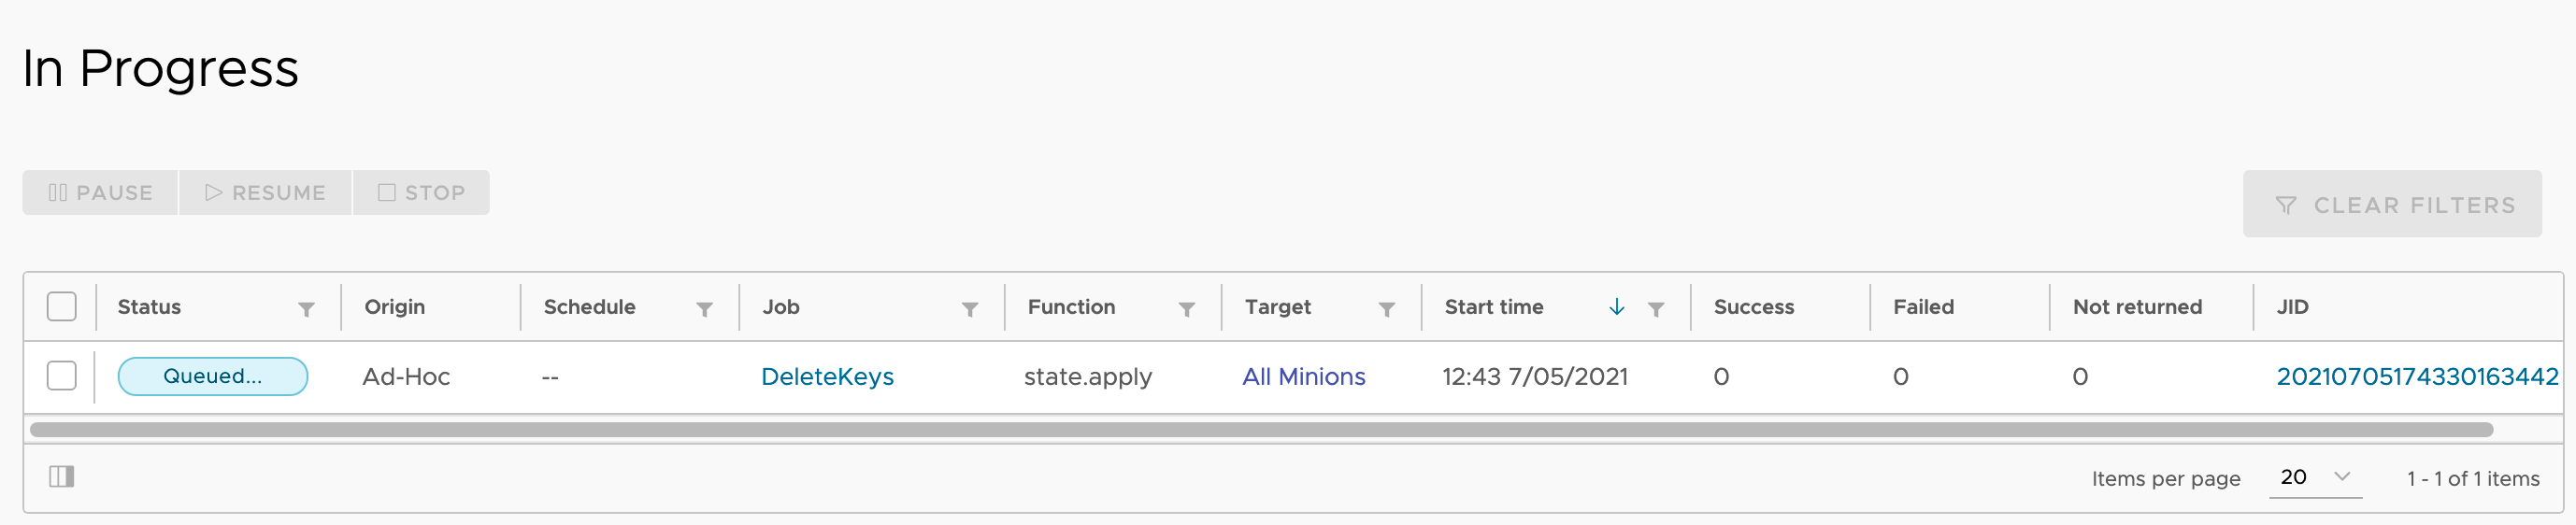 In Progress
PAUSE RESUME STOP
CLEAR FILTERS
Status Origin Schedule Job Function Target Start time Success Failed Not returned JID
Queued... Ad-Hoc -- DeleteKeys state.apply All Minions 12:43 7/05/2021 0 0 0 20210705174330163442
Items per page 20 1 - 1 of 1 items